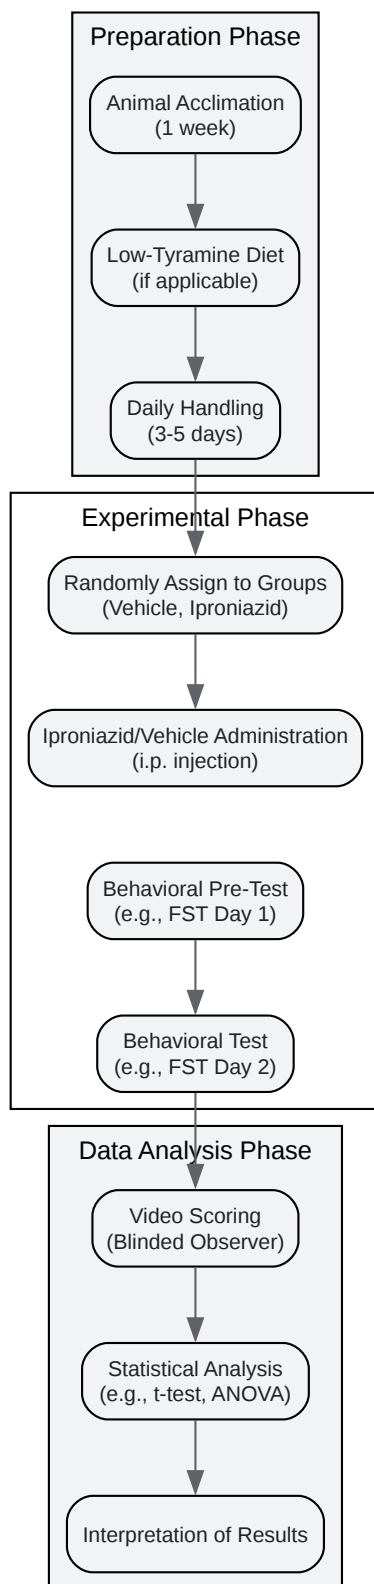 Preparation Phase
Animal Acclimation
(1 week)
Low-Tyramine Diet
(if applicable)
Daily Handling
(3-5 days)
Experimental Phase
Randomly Assign to Groups
(Vehicle, Iproniazid)
Iproniazid/Vehicle Administration
(i.p. injection)
Behavioral Pre-Test
(e.g., FST Day 1)
Behavioral Test
(e.g., FST Day 2)
Data Analysis Phase
Video Scoring
(Blinded Observer)
Statistical Analysis
(e.g., t-test, ANOVA)
Interpretation of Results